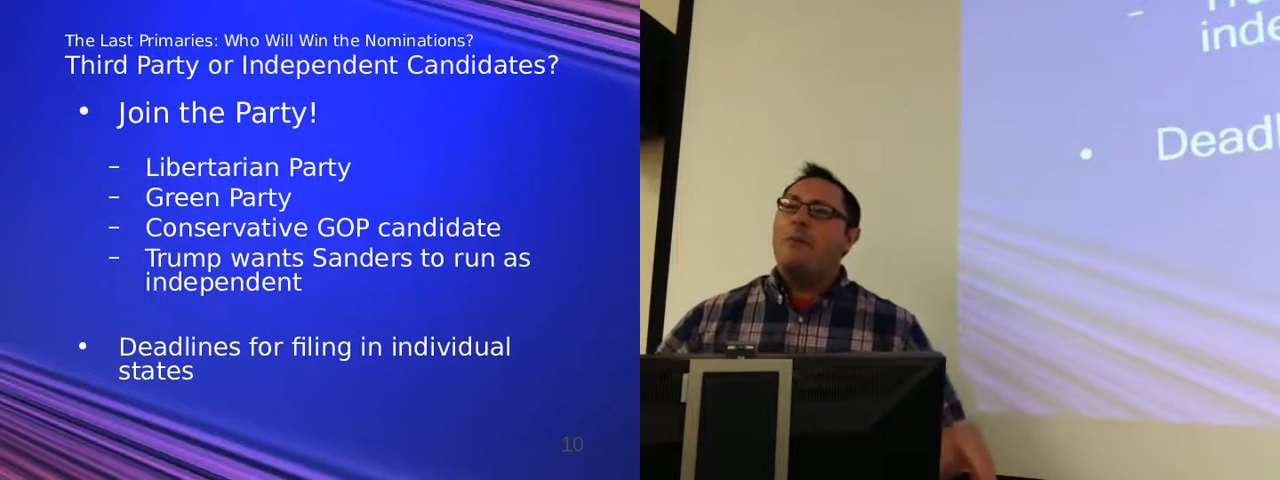 The Last Primaries: Who Will Win the Nominations?
Third Party or Independent Candidates?
• Join the Party!
– Libertarian Party
– Green Party
– Conservative GOP candidate
– Trump wants Sanders to run as
independent
• Deadlines for filing in individual
states
10
– 
inde
• Deadl